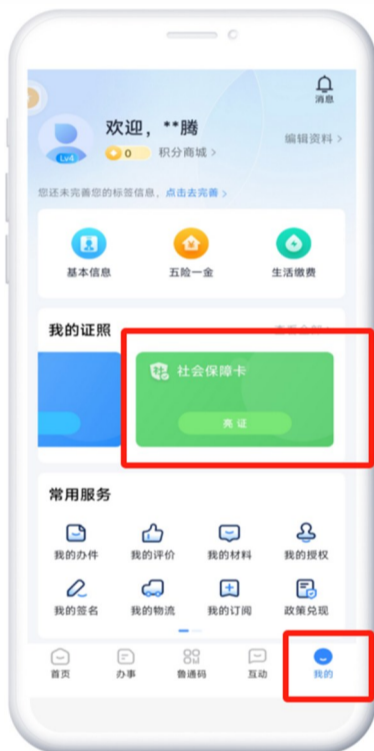 消息
欢迎，**腾
编辑资料 >
Lv4
0 积分商城 >
您还未完善您的标签信息，点击去完善 >
基本信息 五险一金 生活缴费
我的证照
社会保障卡
亮证
常用服务
我的办件 我的评价 我的材料 我的授权
我的签名 我的物流 我的订阅 政策兑现
首页 办事 鲁通码 互动 我的